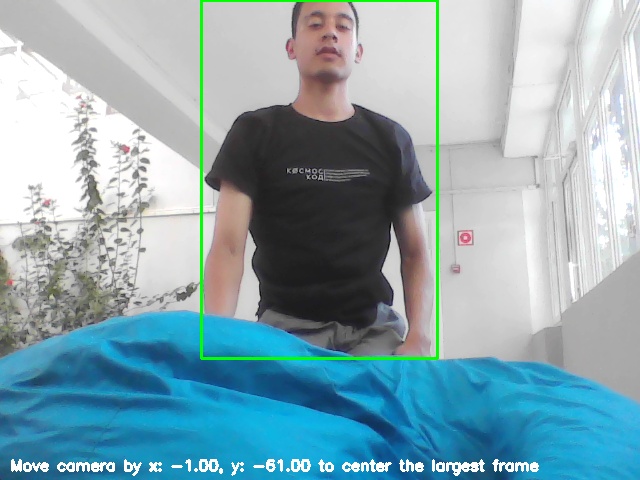 КОСМОС
КОД
Move camera by x: -1.00, y: -61.00 to center the largest frame